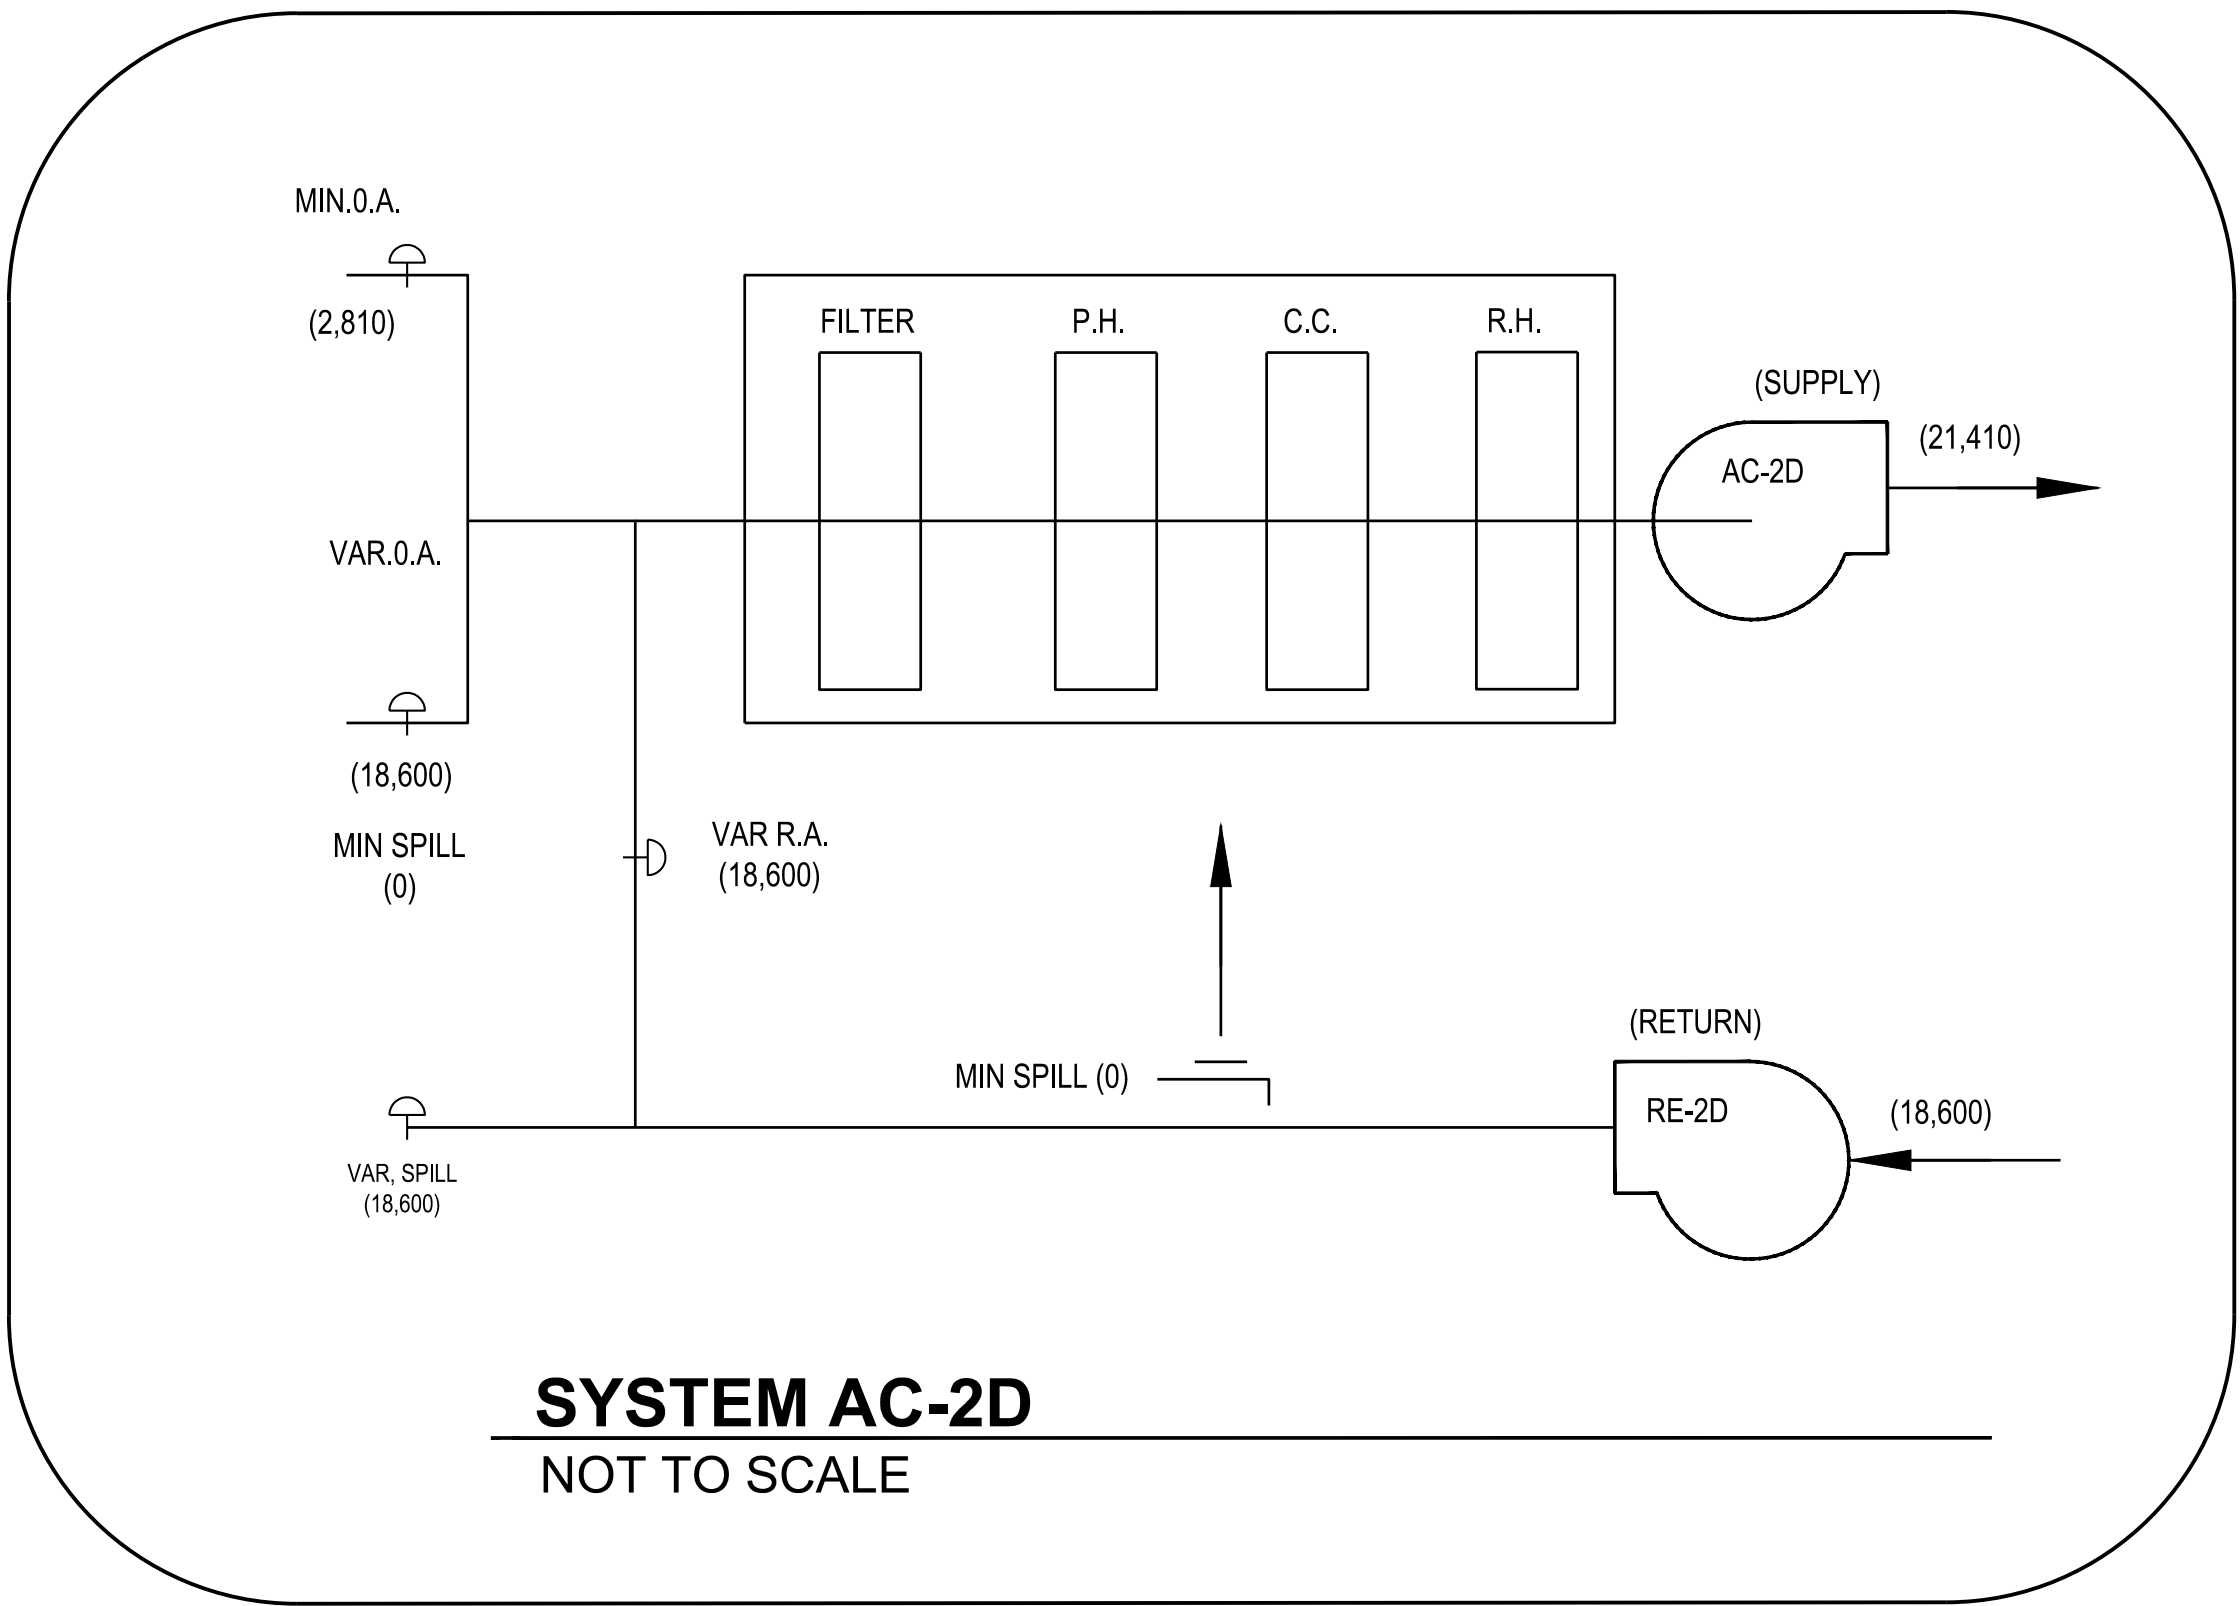 MIN.0.A.
(2,810)
FILTER
P.H.
C.C.
R.H.
(SUPPLY)
(21,410)
AC-2D
VAR.0.A.
(18,600)
MIN SPILL
(0)
VAR R.A.
(18,600)
(RETURN)
MIN SPILL (0)
RE-2D
(18,600)
VAR, SPILL
(18,600)
SYSTEM AC-2D
NOT TO SCALE